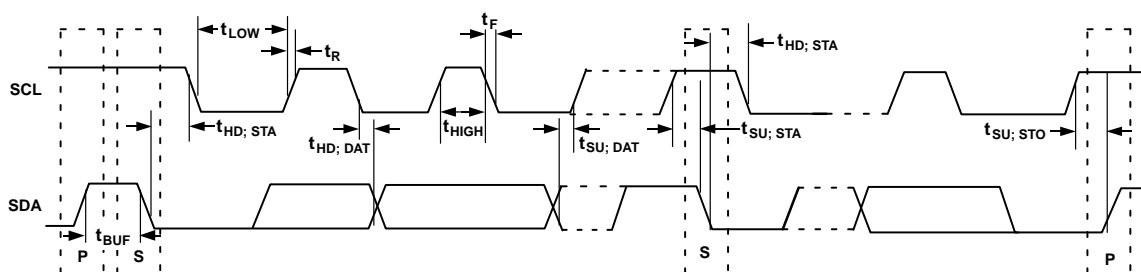 tLOW
tF
tR
tHD; STA
SCL
tHD; STA
tHD; DAT
tHIGH
tSU; DAT
tSU; STA
tSU; STO
SDA
tBUF
P
S
S
P